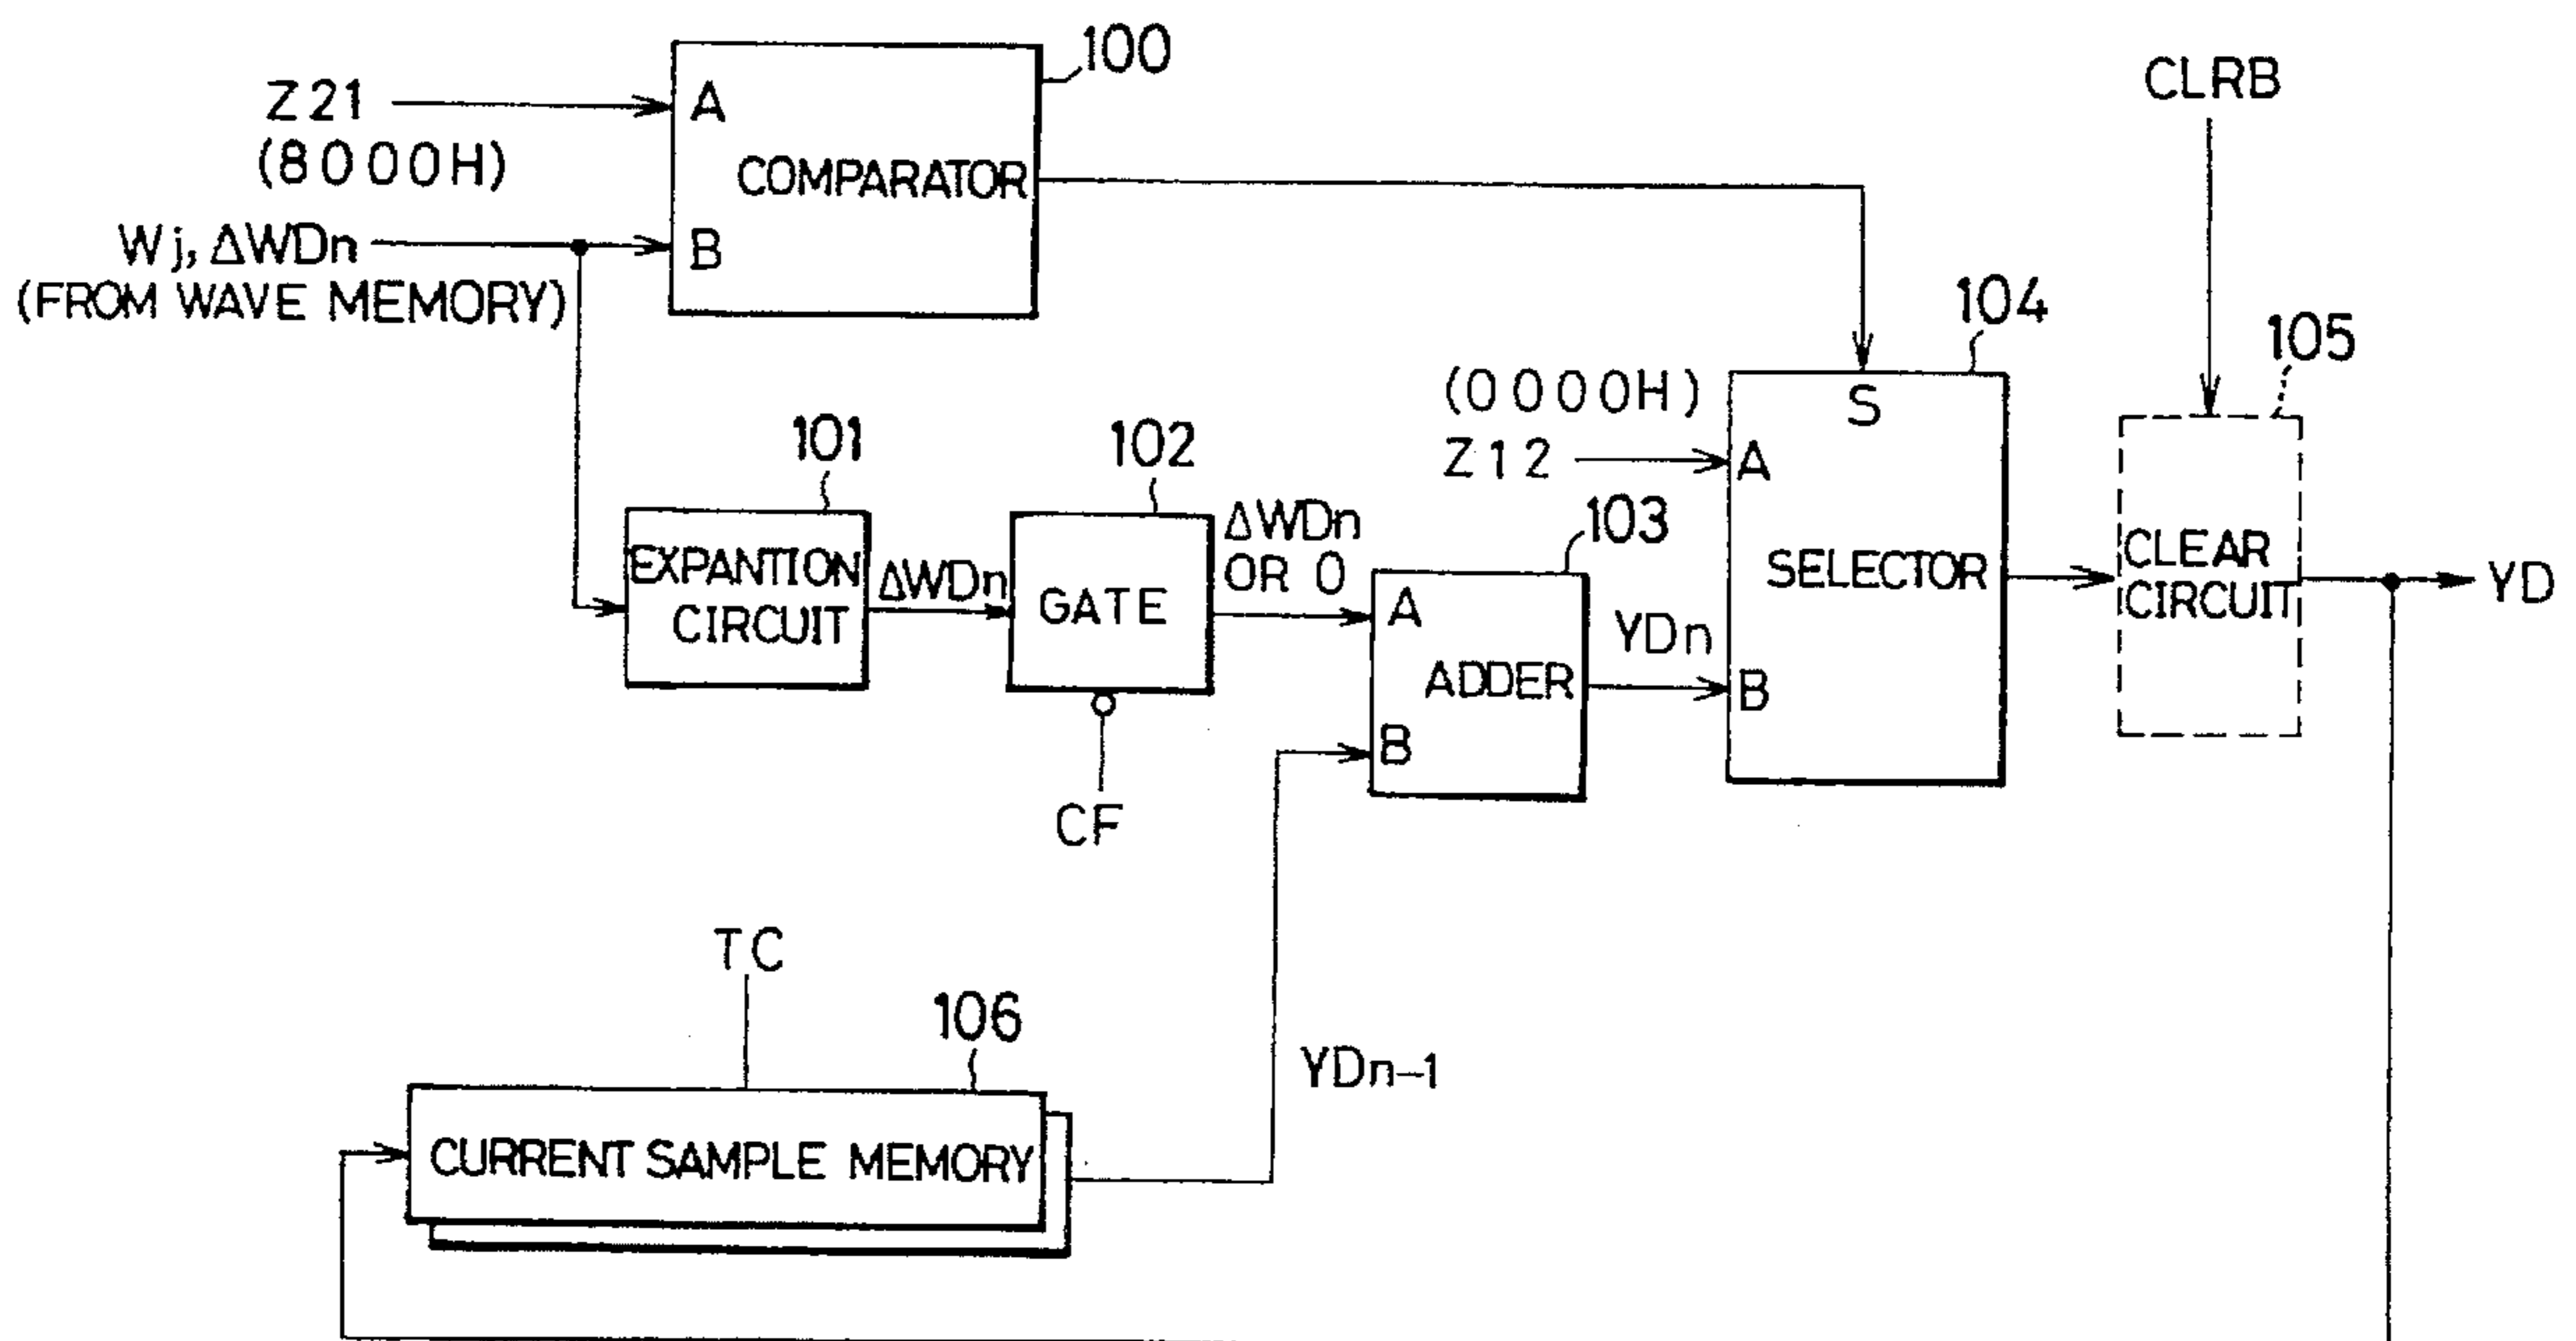 100
Z21
(8000H)
A
COMPARATOR
B
Wj, ΔWDn
(FROM WAVE MEMORY)
CLRB
104
105
(0000H)
Z12
S
A
SELECTOR
B
101
102
EXPANTION
CIRCUIT
ΔWDn
GATE
ΔWDn
OR 0
103
A
ADDER
B
YDn
CLEAR
CIRCUIT
YD
CF
TC
106
CURRENT SAMPLE MEMORY
YDn-1